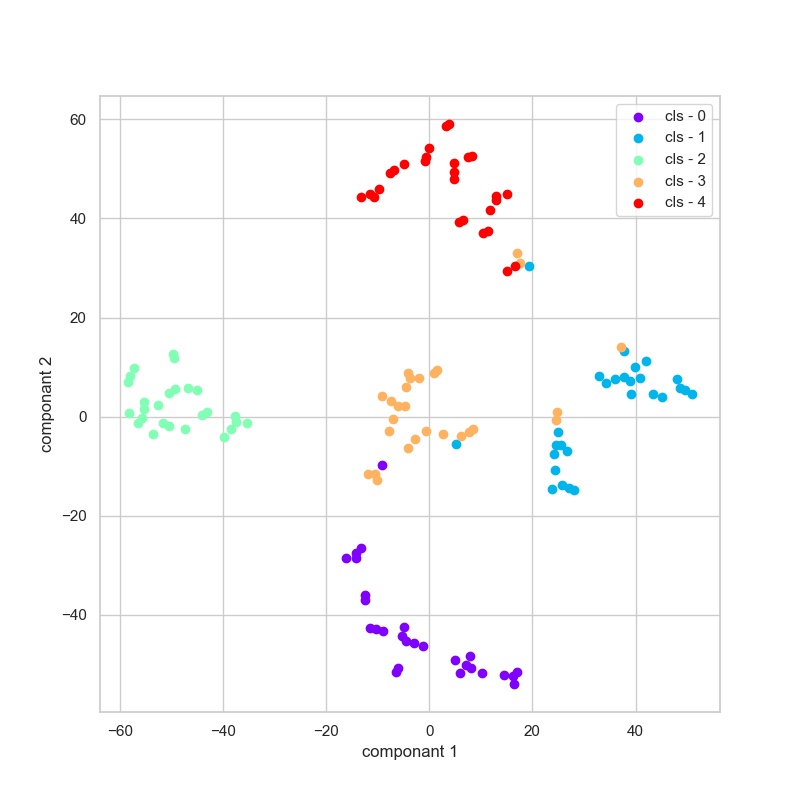 cls - 0
cls - 1
cls - 2
cls - 3
cls - 4
60
40
20
0
−20
−40
−60
−40
−20
0
20
40
componant 1
componant 2